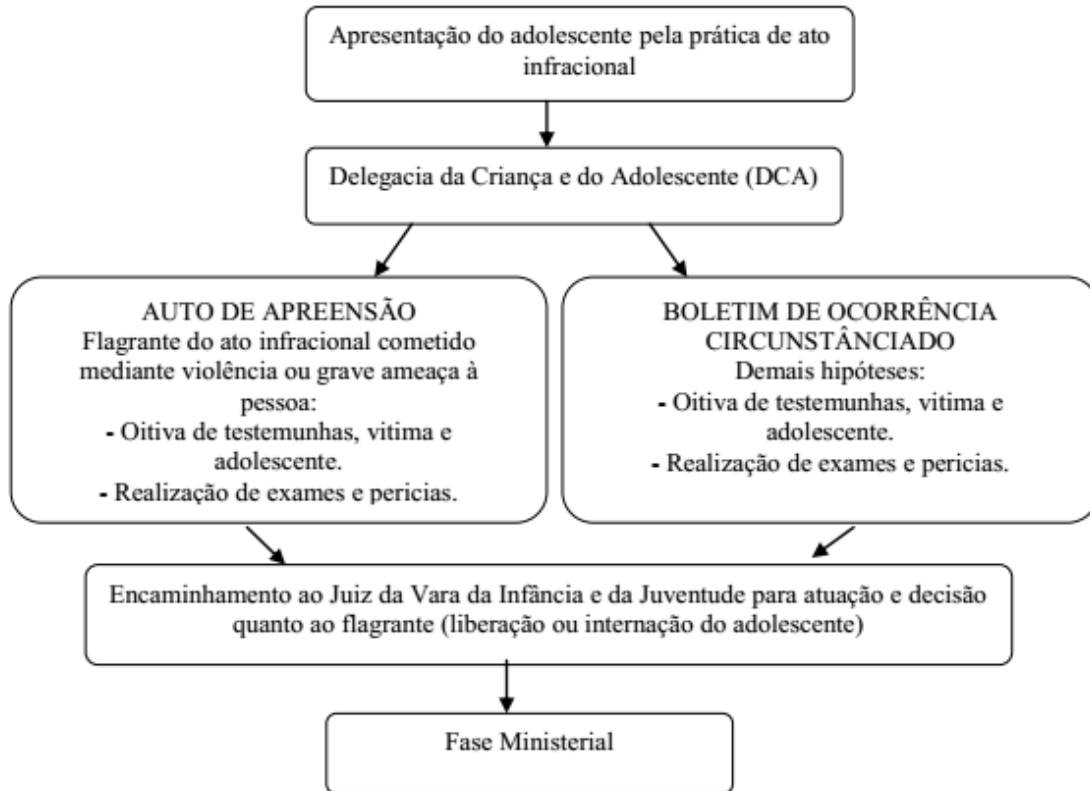 Apresentação do adolescente pela prática de ato
infracional
Delegacia da Criança e do Adolescente (DCA)
AUTO DE APREENSÃO
Flagrante do ato infracional cometido
mediante violência ou grave ameaça à
pessoa:
- Oitiva de testemunhas, vitima e
adolescente.
- Realização de exames e pericias.
BOLETIM DE OCORRÊNCIA
CIRCUNSTÂNCIADO
Demais hipóteses:
- Oitiva de testemunhas, vitima e
adolescente.
- Realização de exames e pericias.
Encaminhamento ao Juiz da Vara da Infância e da Juventude para atuação e decisão
quanto ao flagrante (liberação ou internação do adolescente)
Fase Ministerial